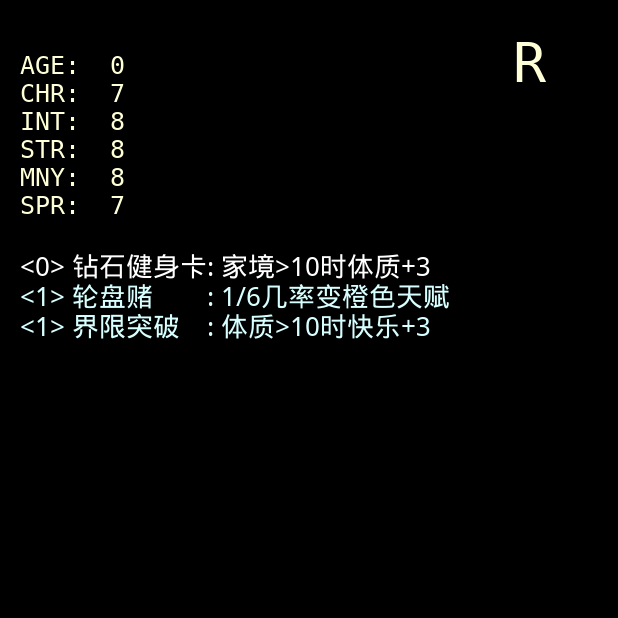 R
AGE: 0
CHR: 7
INT: 8
STR: 8
MNY: 8
SPR: 7
<0> 钻石健身卡: 家境>10时体质+3
<1> 轮盘赌 : 1/6几率变橙色天赋
<1> 界限突破 : 体质>10时快乐+3